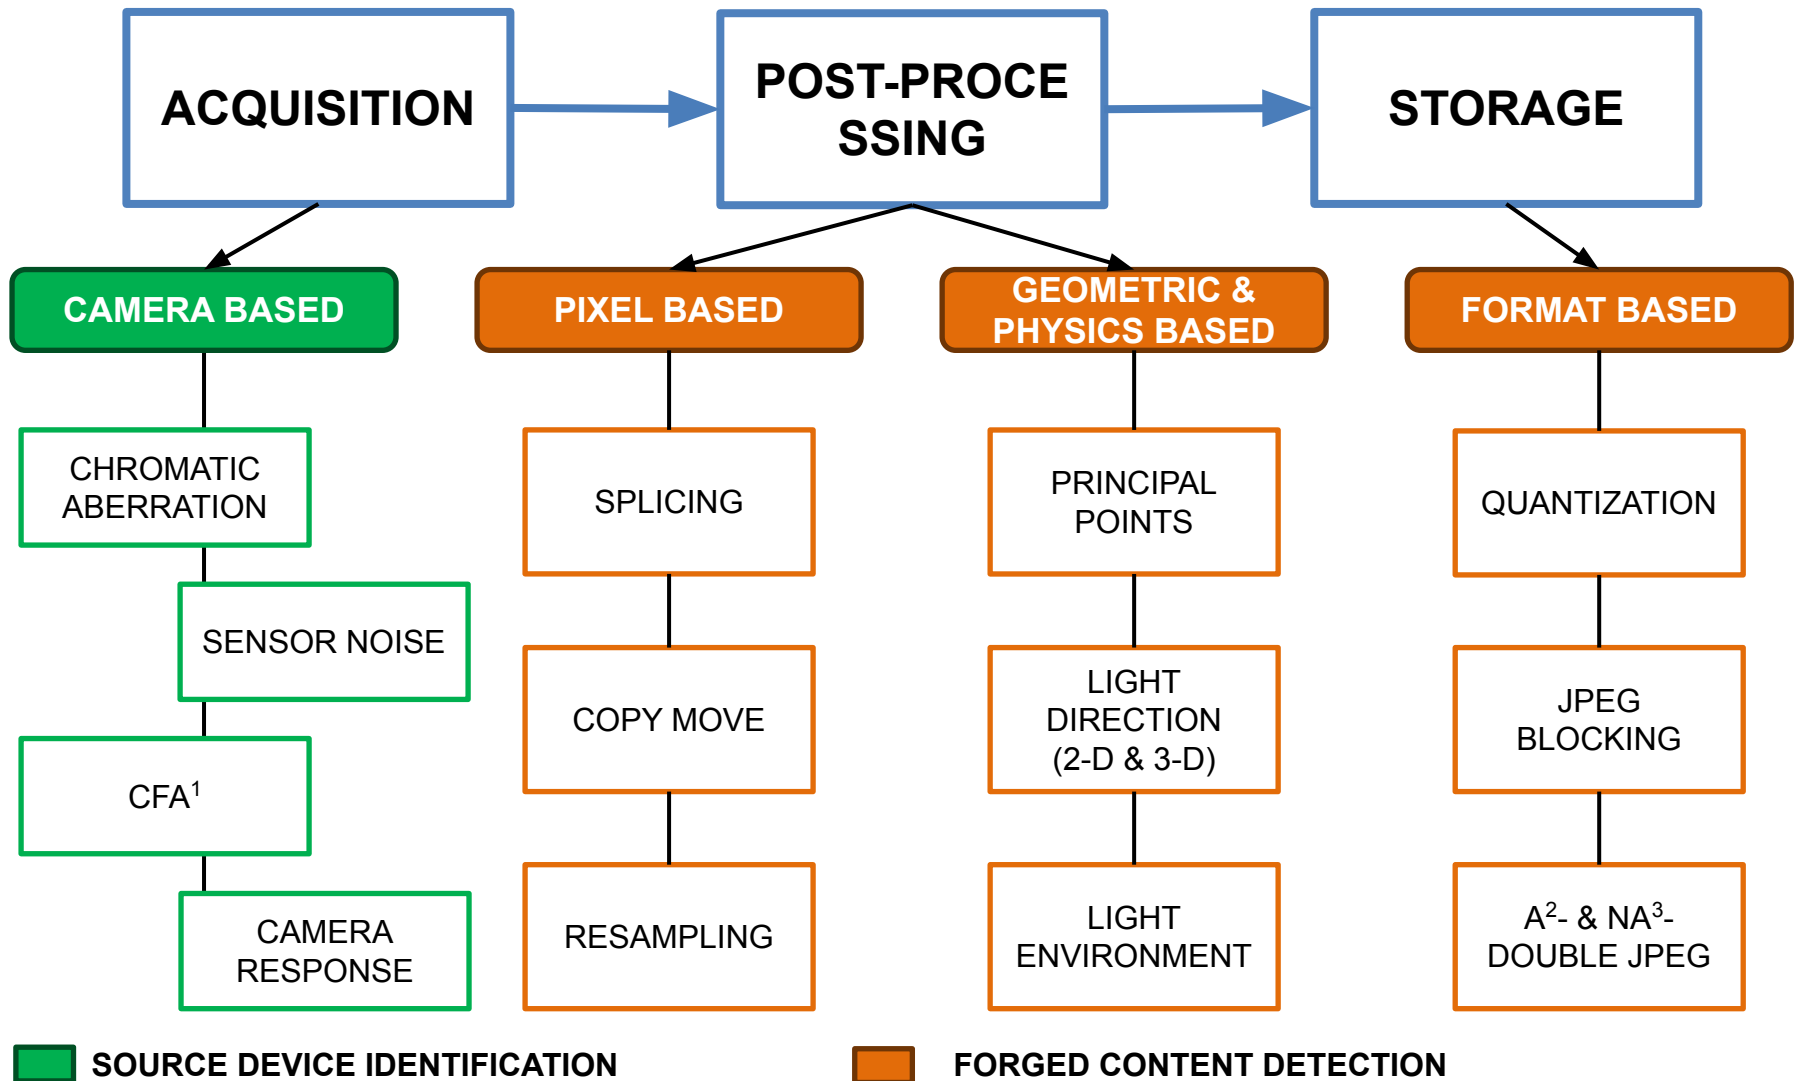 ACQUISITION
POST-PROCE
SSING
STORAGE
CAMERA BASED
PIXEL BASED
GEOMETRIC &
PHYSICS BASED
FORMAT BASED
CHROMATIC
ABERRATION
SENSOR NOISE
CFA¹
CAMERA
RESPONSE
SPLICING
COPY MOVE
RESAMPLING
PRINCIPAL
POINTS
LIGHT
DIRECTION
(2-D & 3-D)
LIGHT
ENVIRONMENT
QUANTIZATION
JPEG
BLOCKING
A²- & NA³-
DOUBLE JPEG
SOURCE DEVICE IDENTIFICATION
FORGED CONTENT DETECTION